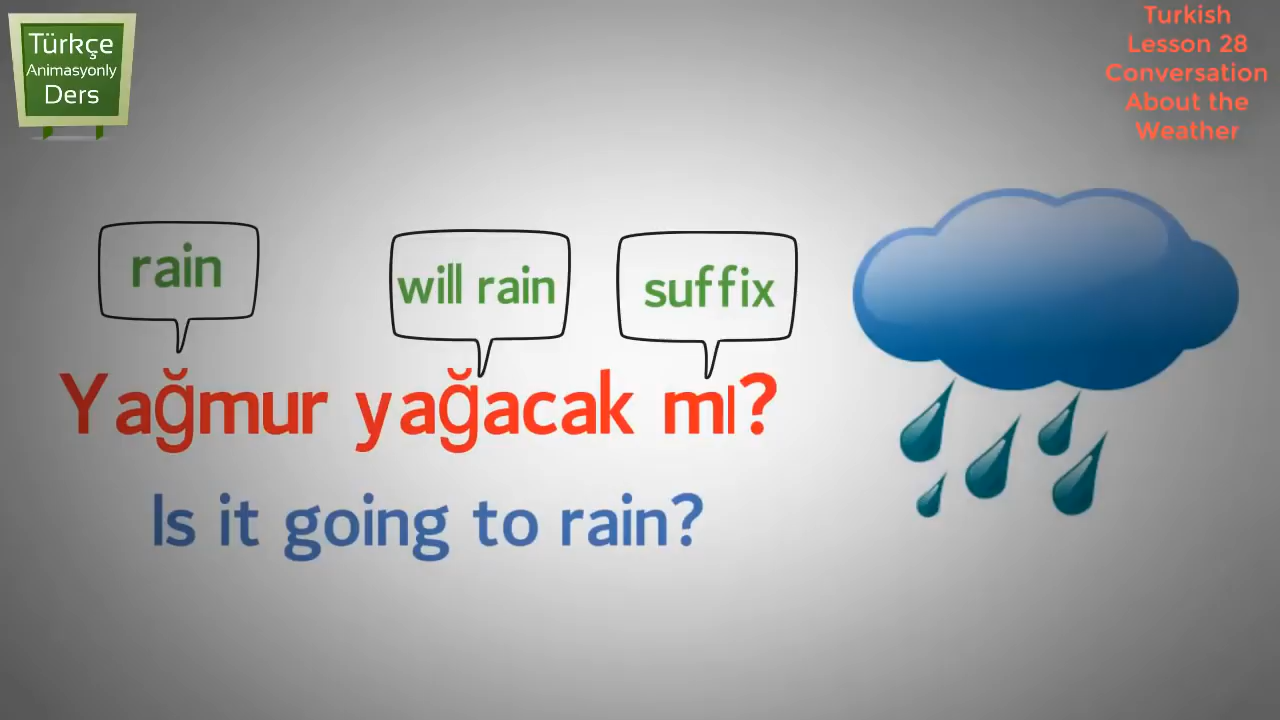 Türkçe
Animasyonly
Ders
Turkish
Lesson 28
Conversation
About the
Weather
rain
will rain
suffix
Yağmur yağacak mı?
Is it going to rain?